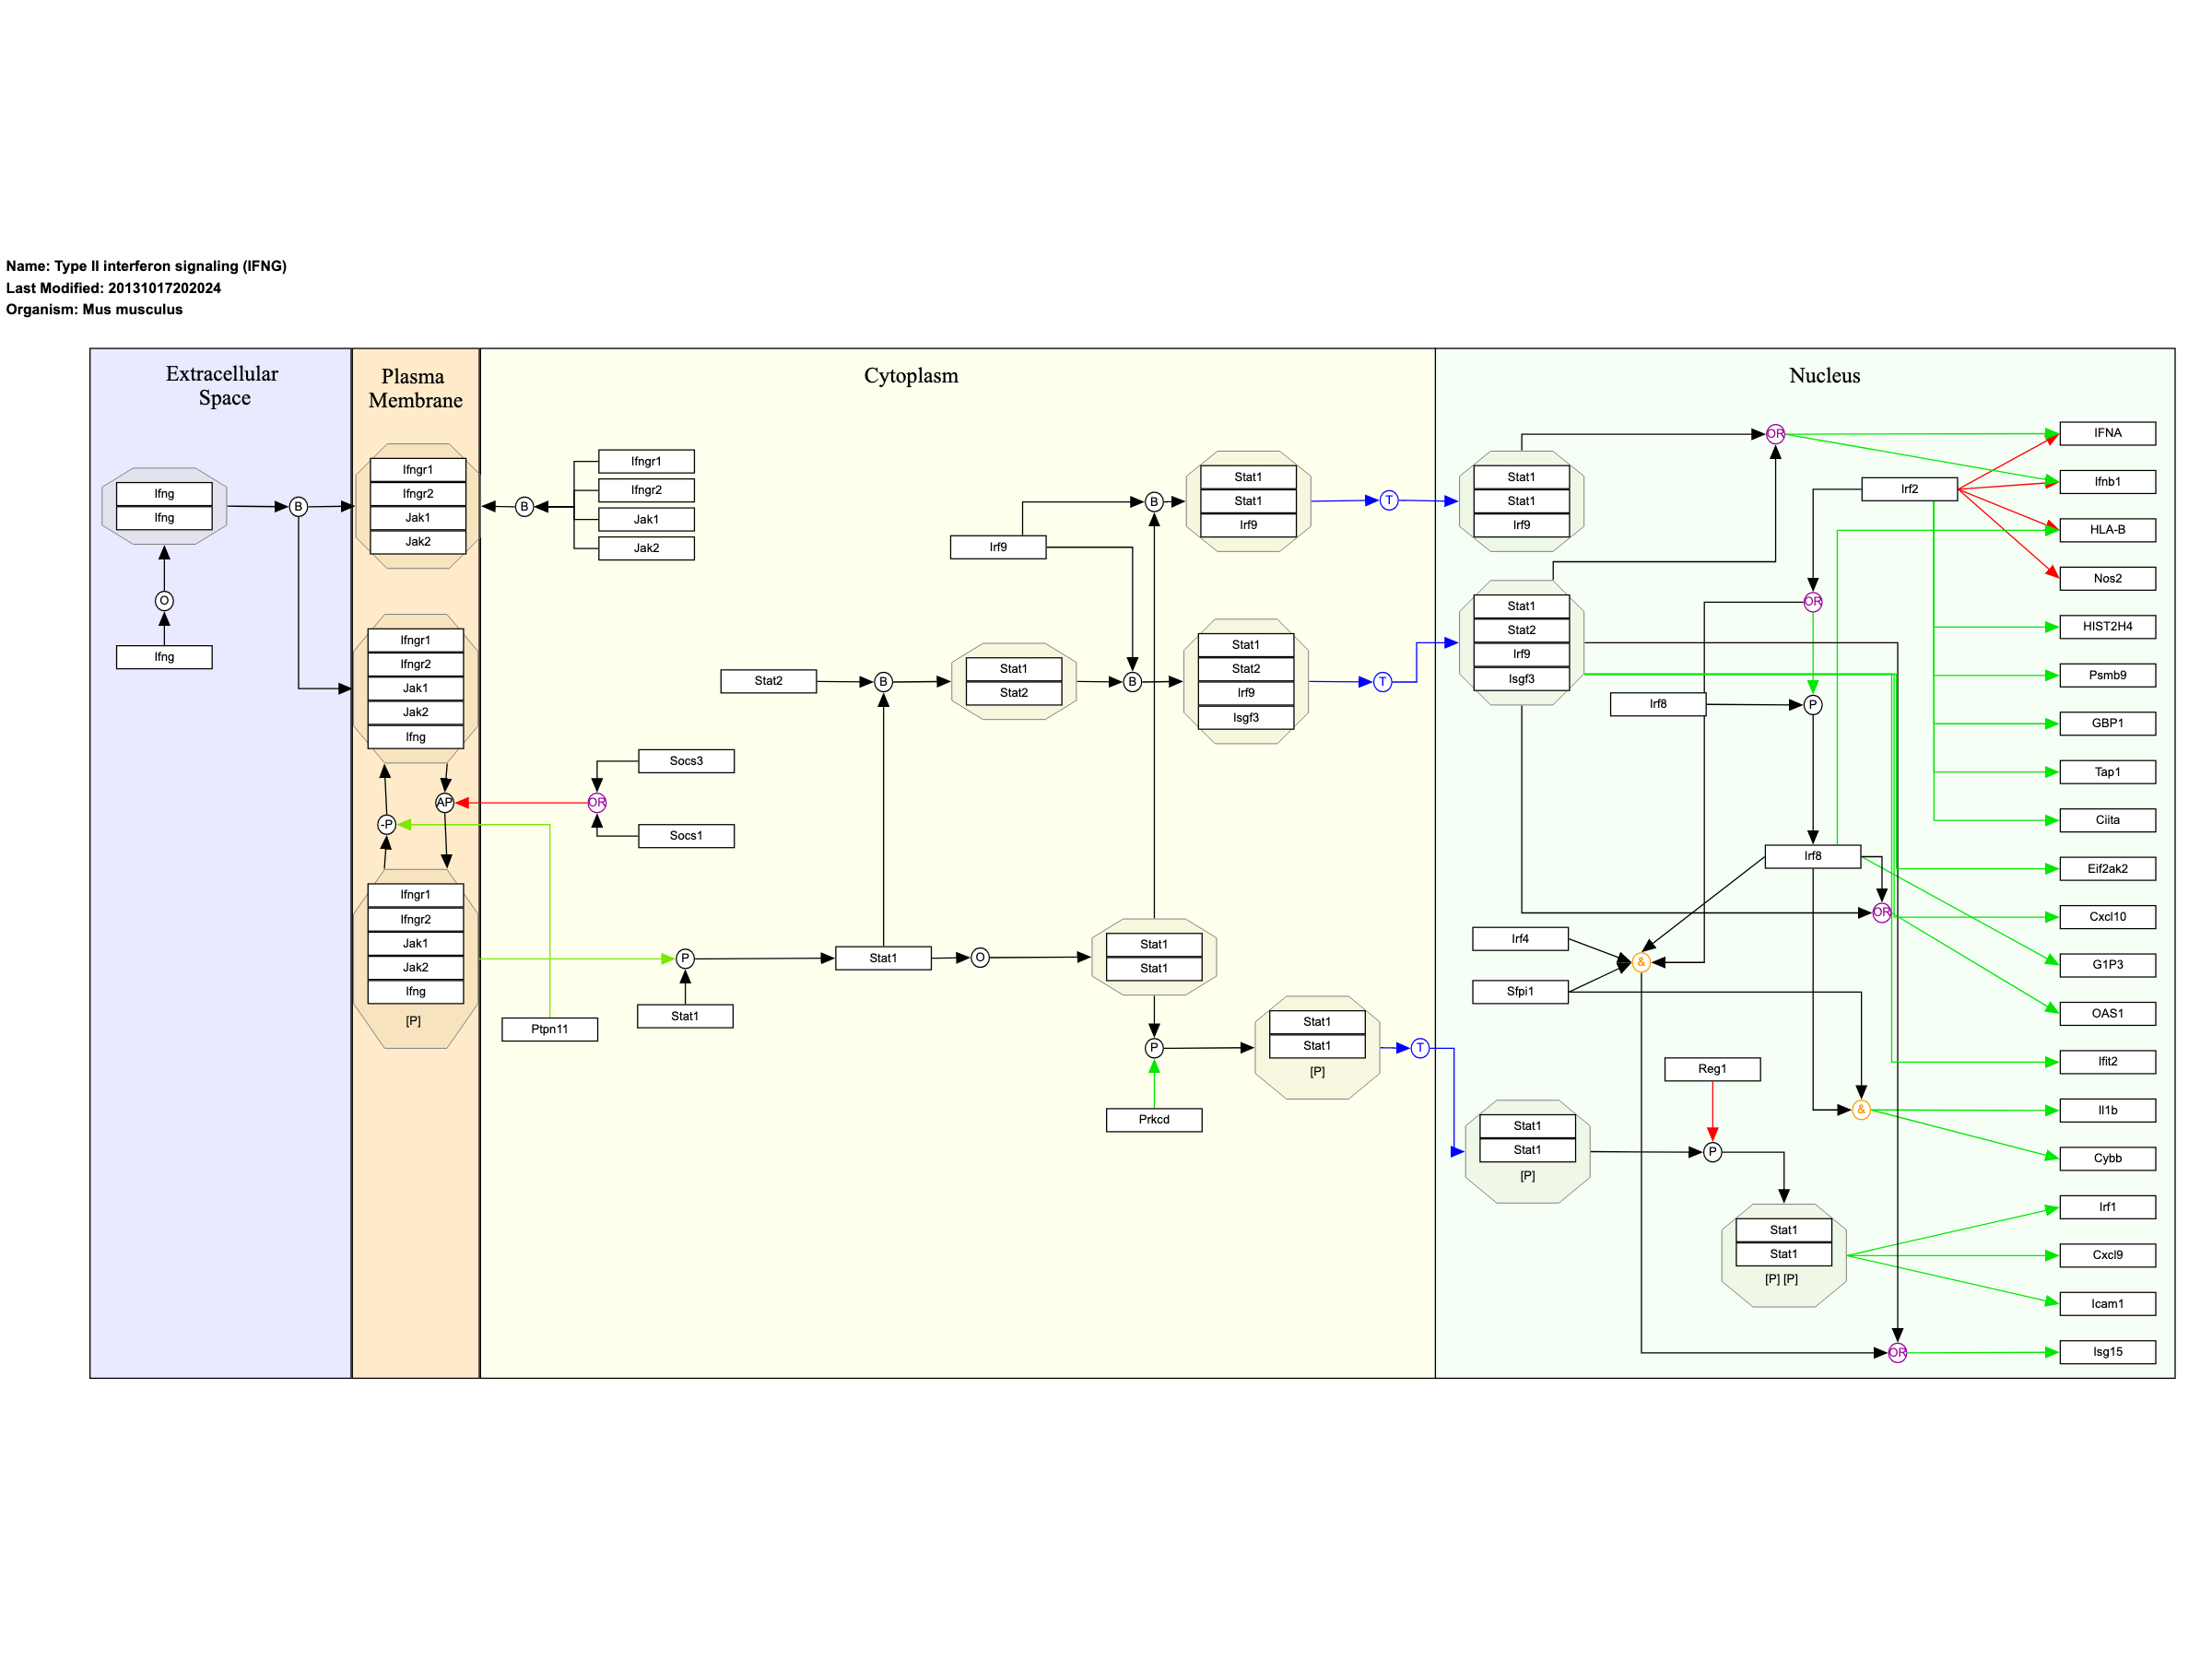 Name: Type II interferon signaling (IFNG)
Last Modified: 20131017202024
Organism: Mus musculus
Extracellular
Space
Plasma
Membrane
Cytoplasm
Nucleus
Ifng
Ifng
B
O
Ifng
Ifngr1
Ifngr2
Jak1
Jak2
B
Ifngr1
Ifngr2
Jak1
Jak2
Ifngr1
Ifngr2
Jak1
Jak2
Ifng
AP
-P
Ifngr1
Ifngr2
Jak1
Jak2
Ifng
[P]
Socs3
OR
Socs1
Ptpn11
P
Stat1
Stat2
B
Stat1
O
Stat1
Stat2
Irf9
B
B
Stat1
Stat1
Irf9
T
Stat1
Stat2
Irf9
Isgf3
T
Stat1
Stat1
P
Prkcd
Stat1
Stat1
[P]
T
Stat1
Stat1
Irf9
OR
Stat1
Stat2
Irf9
Isgf3
Irf2
OR
Irf8
P
Irf8
OR
Irf4
&
Sfpi1
&
Reg1
P
Stat1
Stat1
[P]
Stat1
Stat1
[P] [P]
OR
IFNA
Ifnb1
HLA-B
Nos2
HIST2H4
Psmb9
GBP1
Tap1
Ciita
Eif2ak2
Cxcl10
G1P3
OAS1
Ifit2
Il1b
Cybb
Irf1
Cxcl9
Icam1
Isg15